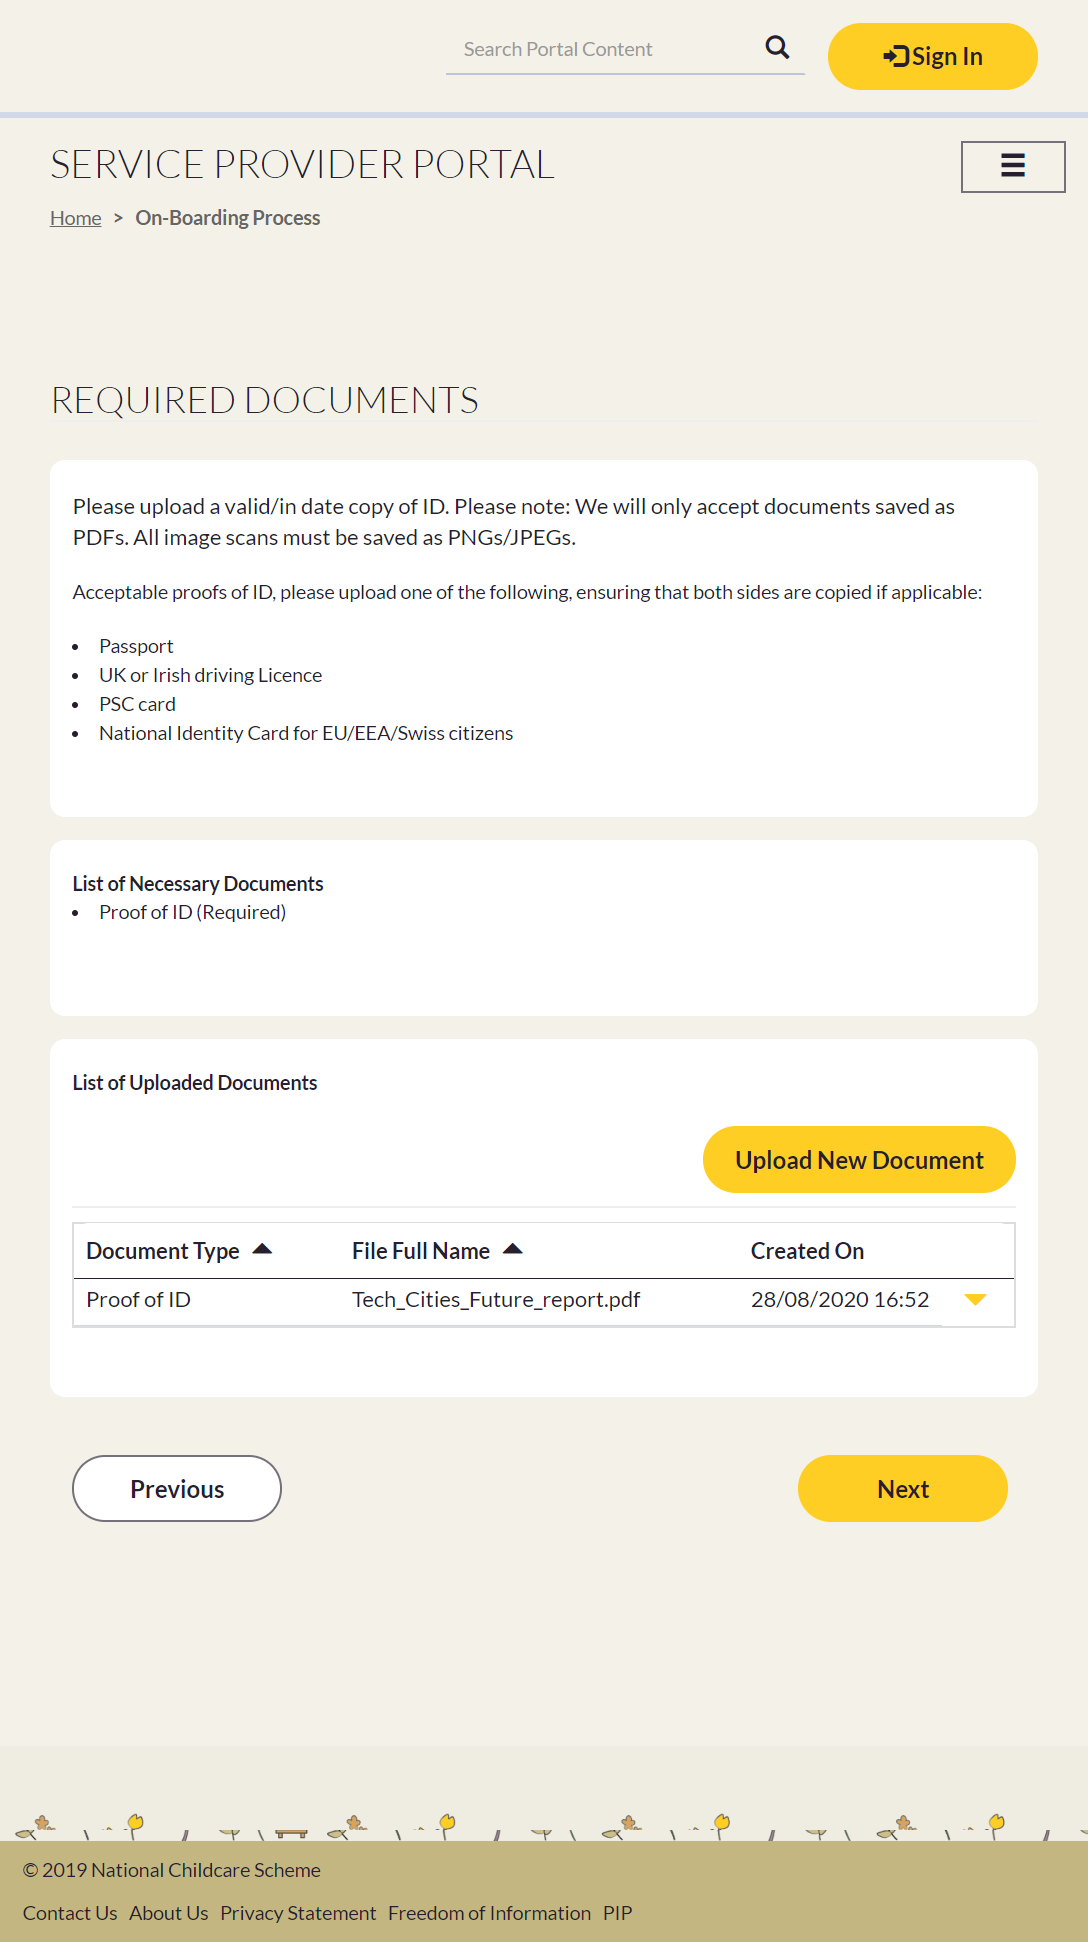 Search Portal Content
Sign In
SERVICE PROVIDER PORTAL
Home > On-Boarding Process
REQUIRED DOCUMENTS
Please upload a valid/in date copy of ID. Please note: We will only accept documents saved as
PDFs. All image scans must be saved as PNGs/JPEGs.
Acceptable proofs of ID, please upload one of the following, ensuring that both sides are copied if applicable:
• Passport
• UK or Irish driving Licence
• PSC card
• National Identity Card for EU/EEA/Swiss citizens
List of Necessary Documents
• Proof of ID (Required)
List of Uploaded Documents
Upload New Document
Document Type File Full Name Created On
Proof of ID Tech_Cities_Future_report.pdf 28/08/2020 16:52
Previous Next
© 2019 National Childcare Scheme
Contact Us About Us Privacy Statement Freedom of Information PIP